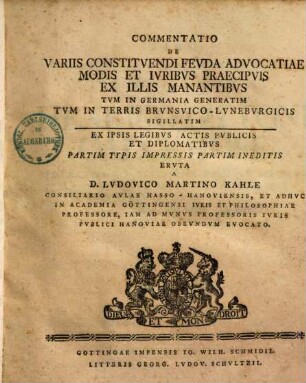 COMMENTATIO
DE
VARIIS CONSTITVENDI FEVDA ADVOCATIAE
MODIS ET IVRIBVS PRAECIPVIS
EX ILLIS MANANTIBVS
TVM IN GERMANIA GENERATIM
TVM IN TERRIS BRVNSVICO-LVNEBVRGICIS
SIGILLATIM
EX IPSIS LEGIBVS ACTIS PVBLICIS
ET DIPLOMATIBVS
PARTIM TYPIS IMPRESSIS PARTIM INEDITIS
ERVTA
A
D. LVDOVICO MARTINO KAHLE
CONSILIARIO AVLAE HASSO-HANOVIENSIS, ET ADHVC
IN ACADEMIA GÖTTINGENSI IVRIS ET PHILOSOPHIAE
PROFESSORE, IAM AD MVNVS PROFESSORIS IVRIS
PVBLICI HANOVIAE OBEVNDVM EVOCATO.
DIEU ET MON DROIT
GOTTINGAE IMPENSIS IO. WILH. SCHMIDII.
LITTERIS GEORG. LVDOV. SCHVLTZII.